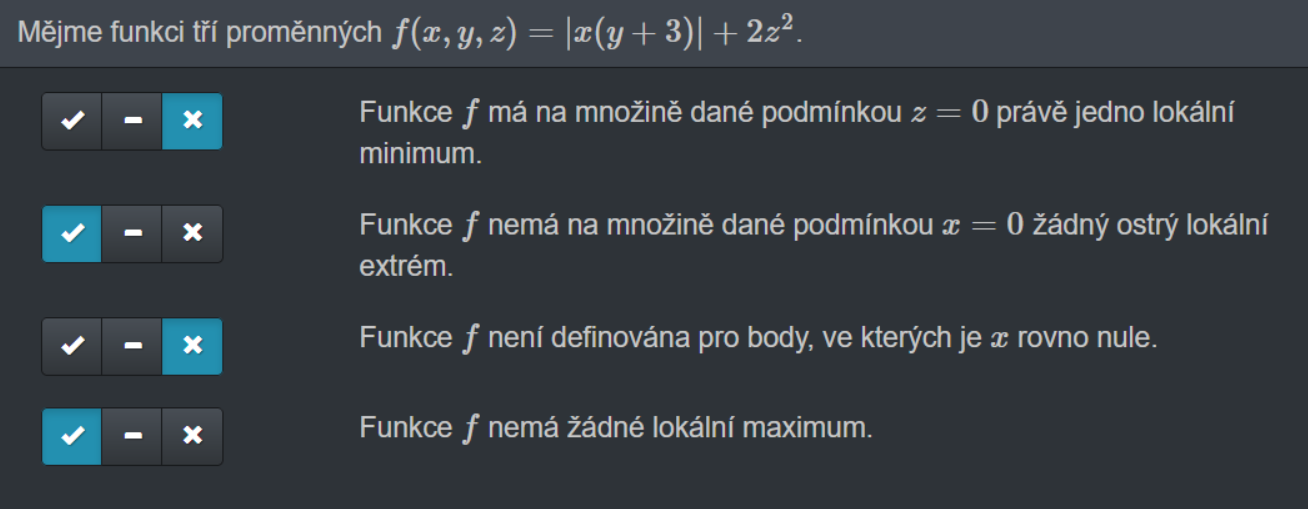 Mějme funkci tří proměnných f(x, y, z) = |x(y + 3)| + 2z².
Funkce f má na množině dané podmínkou z = 0 právě jedno lokální
minimum.
Funkce f nemá na množině dané podmínkou x = 0 žádný ostrý lokální
extrém.
Funkce f není definována pro body, ve kterých je x rovno nule.
Funkce f nemá žádné lokální maximum.